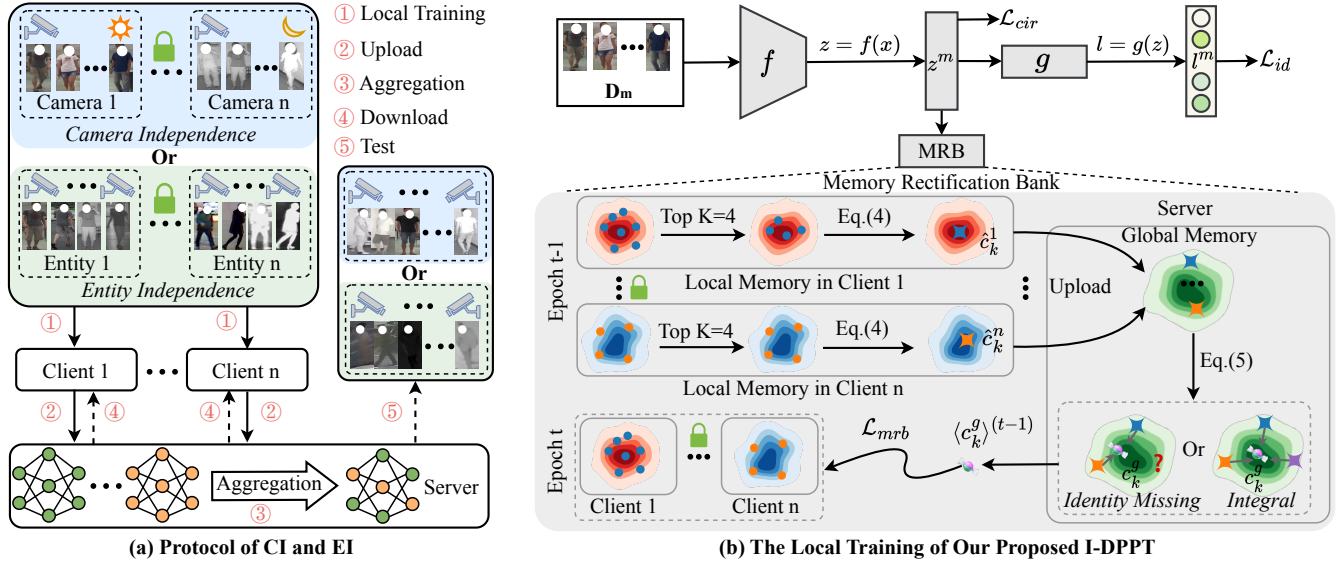 ① Local Training
② Upload
③ Aggregation
④ Download
⑤ Test
Camera 1
Camera n
Camera Independence
Or
Entity 1
Entity n
Entity Independence
Or
①
①
Client 1
Client n
②
④
④
②
⑤
Aggregation
③
Server
(a) Protocol of CI and EI
D_m
f
z = f(x)
z^m
𝓛_cir
g
l = g(z)
l^m
𝓛_id
MRB
Memory Rectification Bank
Epoch t-1
Top K=4
Eq.(4)
ĉ_k^1
Local Memory in Client 1
Top K=4
Eq.(4)
ĉ_k^n
Local Memory in Client n
Upload
Server
Global Memory
Eq.(5)
c_k^g
?
Identity Missing
Or
c_k^g
Integral
Epoch t
Client 1
Client n
𝓛_mrb
⟨c_k^g⟩^(t−1)
(b) The Local Training of Our Proposed I-DPPT